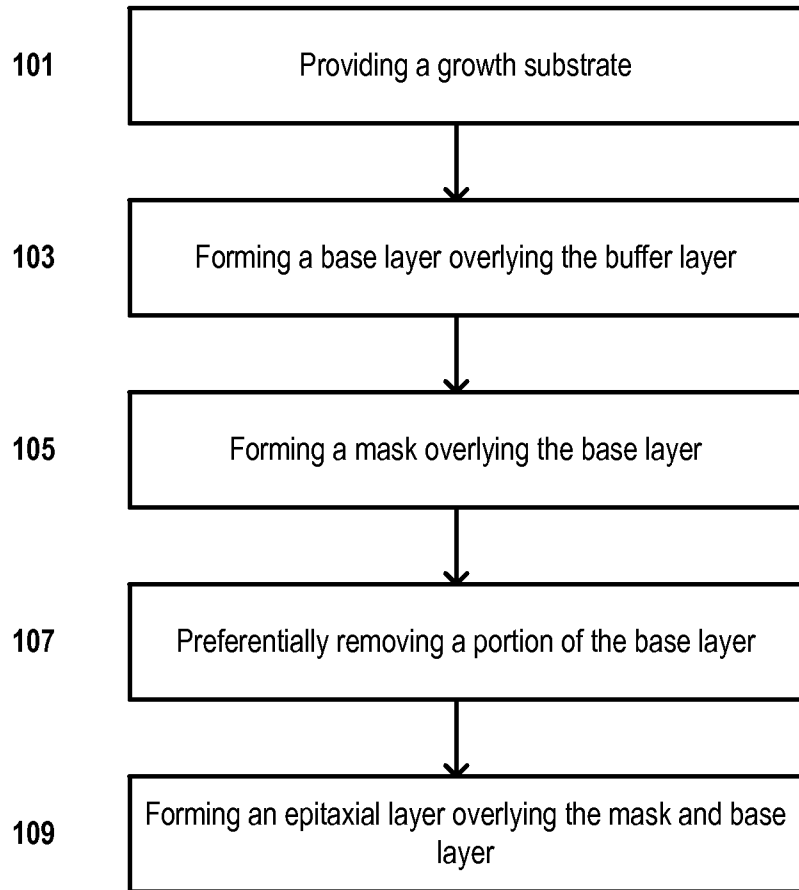 101
Providing a growth substrate
103
Forming a base layer overlying the buffer layer
105
Forming a mask overlying the base layer
107
Preferentially removing a portion of the base layer
109
Forming an epitaxial layer overlying the mask and base
layer